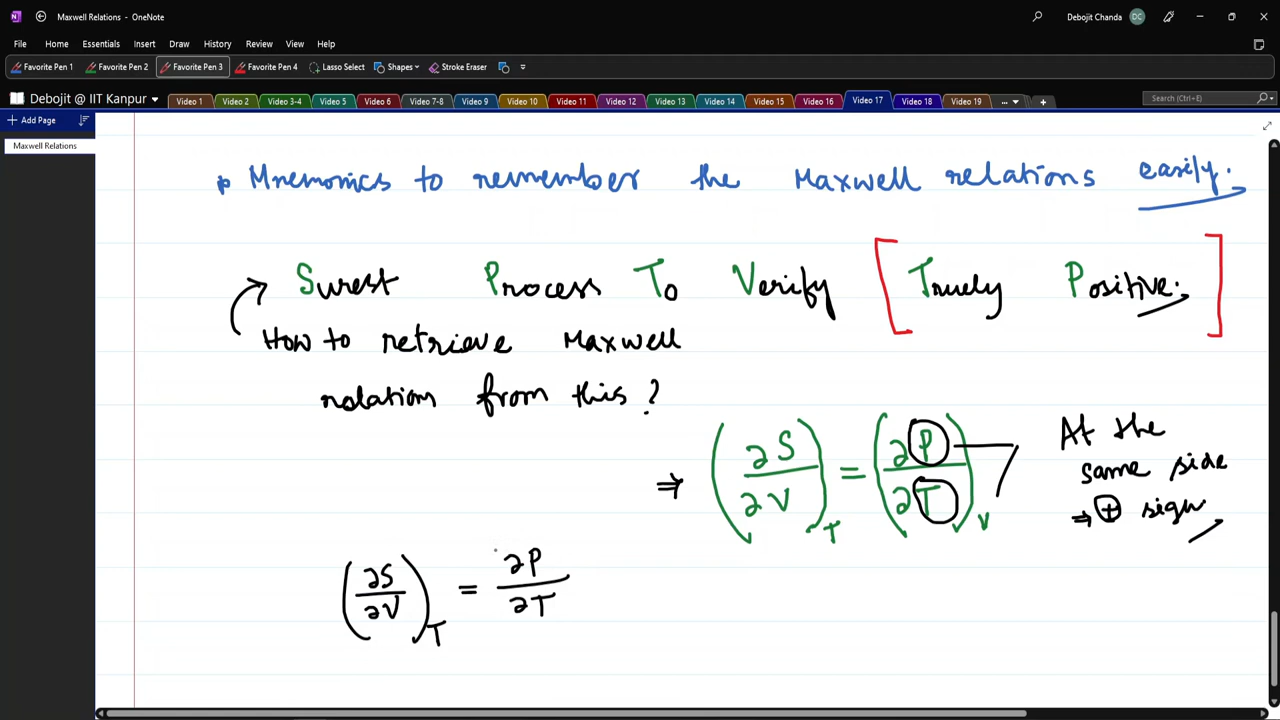 Maxwell Relations - OneNote
Debojit Chanda DC
File Home Essentials Insert Draw History Review View Help
Favorite Pen 1 Favorite Pen 2 Favorite Pen 3 Favorite Pen 4 Lasso Select Shapes Stroke Eraser
Debojit @ IIT Kanpur Video 1 Video 2 Video 3-4 Video 5 Video 6 Video 7-8 Video 9 Video 10 Video 11 Video 12 Video 13 Video 14 Video 15 Video 16 Video 17 Video 18 Video 19 ... + Search (Ctrl+E)
+ Add Page
Maxwell Relations
Mnemonics to remember the Maxwell relations easily.
Surest Process To Verify [Truely Positive.]
How to retrieve Maxwell
relation from this?
⇒ (∂S/∂V)_T = (∂P/∂T)_V
At the
same side
⇒ ⊕ sign
(∂S/∂V)_T = ∂P/∂T